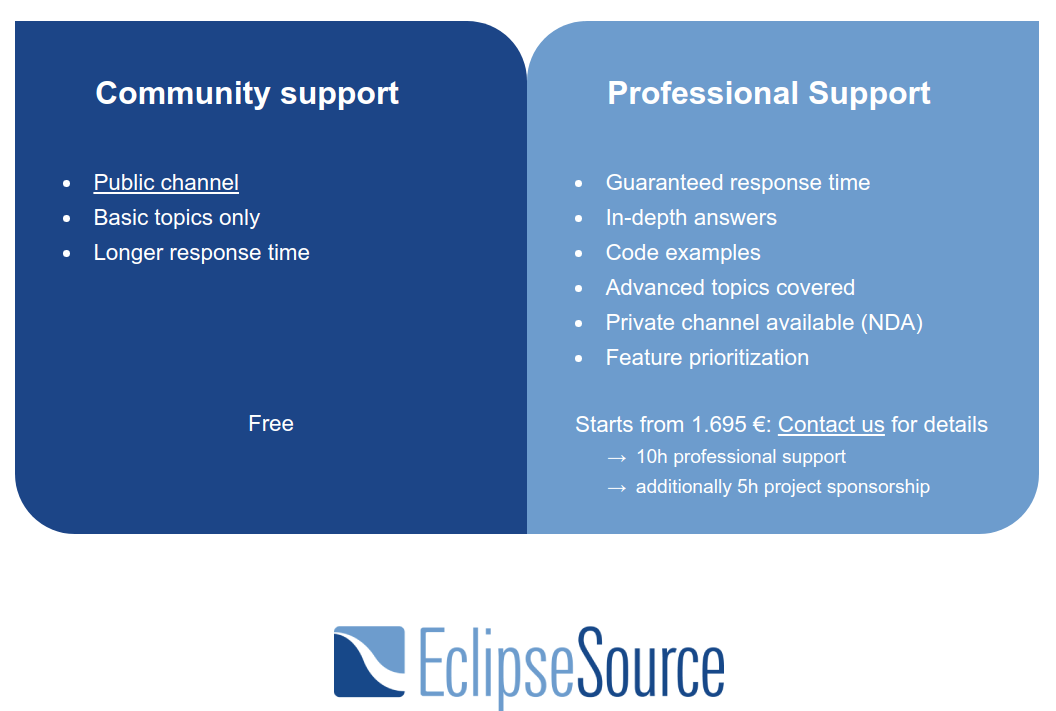 Community support
• Public channel
• Basic topics only
• Longer response time
Free
Professional Support
• Guaranteed response time
• In-depth answers
• Code examples
• Advanced topics covered
• Private channel available (NDA)
• Feature prioritization
Starts from 1.695 €: Contact us for details
→ 10h professional support
→ additionally 5h project sponsorship
EclipseSource